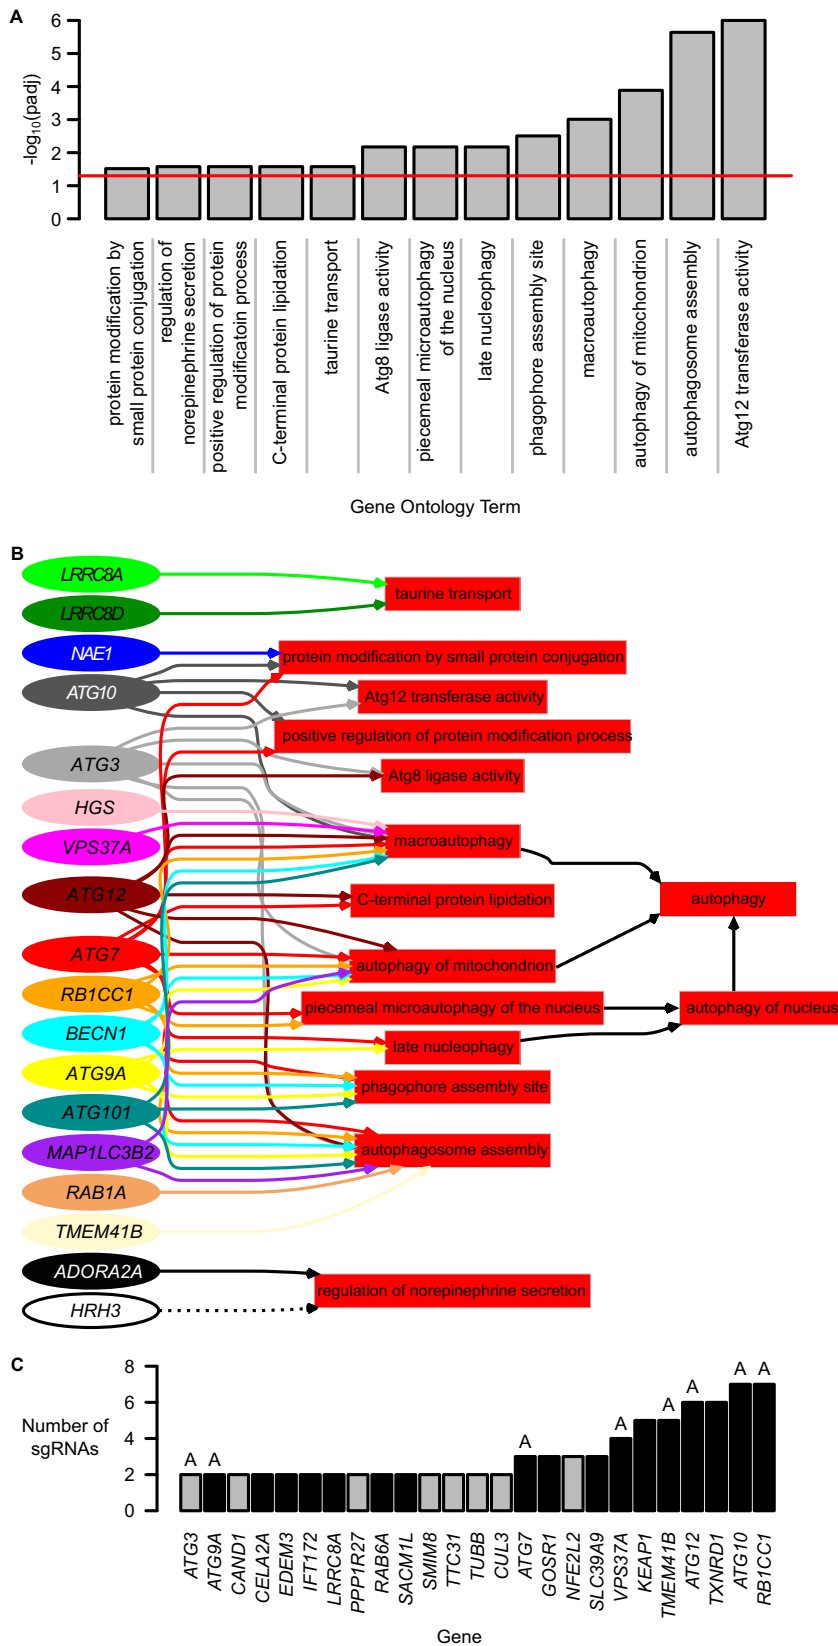 A
-log10(padj)
6
5
4
3
2
1
0
protein modification by
small protein conjugation
regulation of
norepinephrine secretion
positive regulation of protein
modificatoin process
C-terminal protein lipidation
taurine transport
Atg8 ligase activity
piecemeal microautophagy
of the nucleus
late nucleophagy
phagophore assembly site
macroautophagy
autophagy of mitochondrion
autophagosome assembly
Atg12 transferase activity
Gene Ontology Term
B
LRRC8A
taurine transport
LRRC8D
NAE1
protein modification by small protein conjugation
ATG10
Atg12 transferase activity
positive regulation of protein modification process
ATG3
Atg8 ligase activity
HGS
VPS37A
macroautophagy
ATG12
C-terminal protein lipidation
autophagy
ATG7
autophagy of mitochondrion
RB1CC1
piecemeal microautophagy of the nucleus
autophagy of nucleus
BECN1
late nucleophagy
ATG9A
phagophore assembly site
ATG101
MAP1LC3B2
autophagosome assembly
RAB1A
TMEM41B
ADORA2A
regulation of norepinephrine secretion
HRH3
C
Number of
sgRNAs
8
6
4
2
0
A A A A A A A A
ATG3
ATG9A
CAND1
CELA2A
EDEM3
IFT172
LRRC8A
PPP1R27
RAB6A
SACM1L
SMIM8
TTC31
TUBB
CUL3
ATG7
GOSR1
NFE2L2
SLC39A9
VPS37A
KEAP1
TMEM41B
ATG12
TXNRD1
ATG10
RB1CC1
Gene